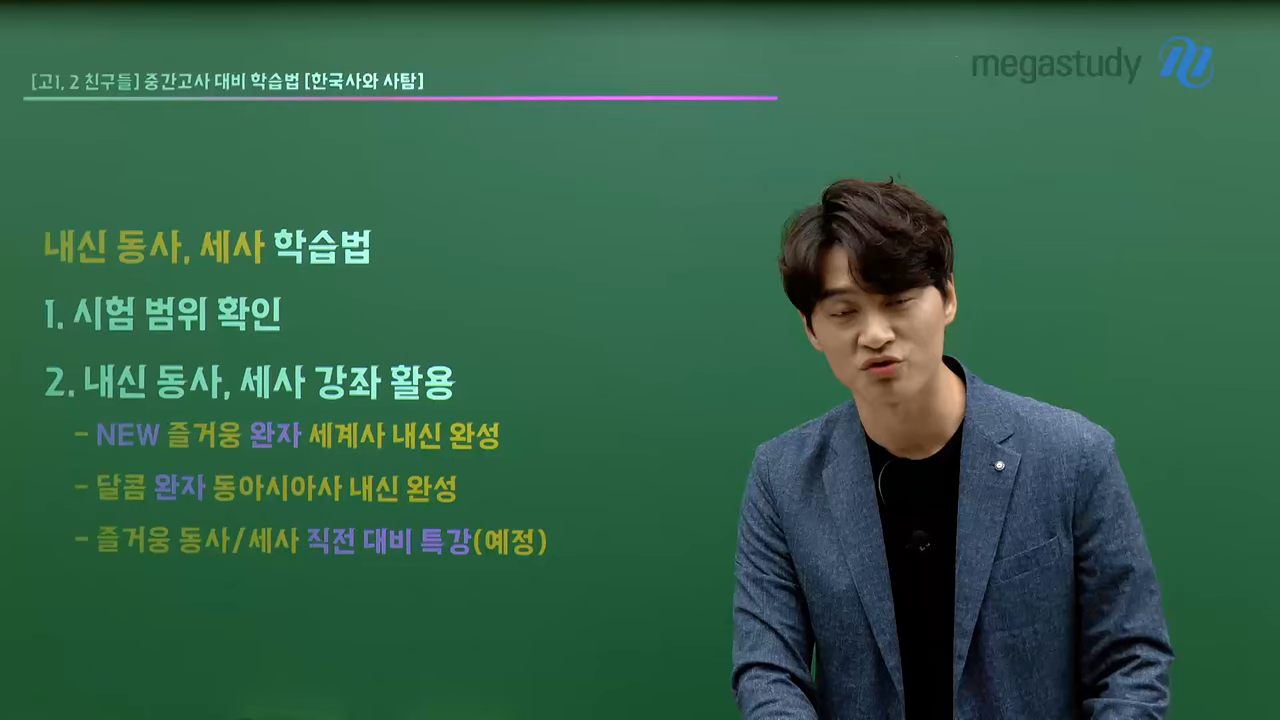 [고1, 2 친구들] 중간고사 대비 학습법 [한국사와 사탐]
megastudy
내신 동사, 세사 학습법
1. 시험 범위 확인
2. 내신 동사, 세사 강좌 활용
- NEW 즐거웅 완자 세계사 내신 완성
- 달콤 완자 동아시아사 내신 완성
- 즐거웅 동사/세사 직전 대비 특강(예정)